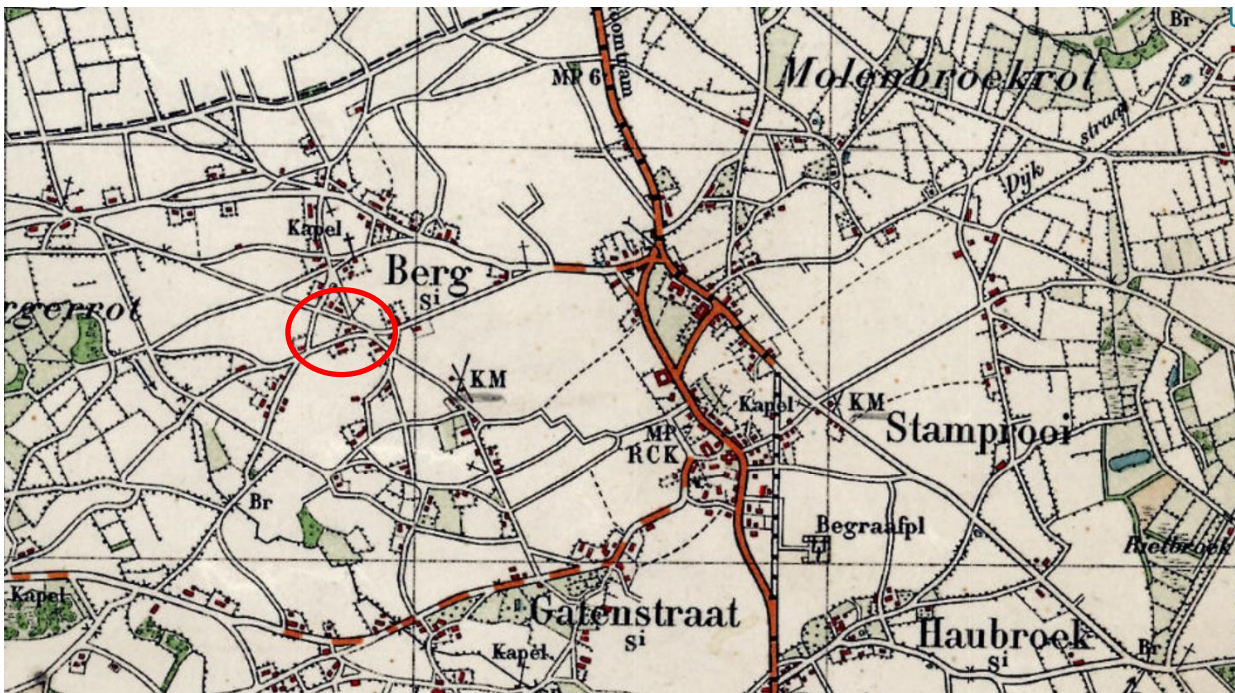 Br
MP 6
oomtram
Molenbroekrot
straat
Dyk
Kapel
Berg
si
rgerrot
KM
Kapel
KM
Stamprooi
MP
RCK
Br
Begraafpl
Rietbroek
Kapel
Gatenstraat
si
Haubroek
si
Kapel
Br